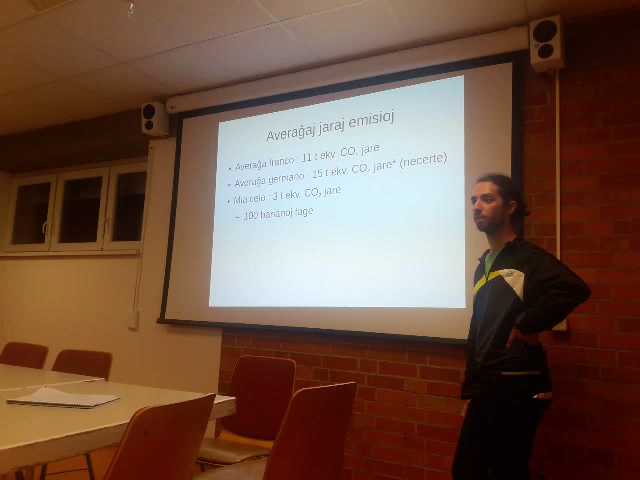 Averaĝaj jaraj emisioj
• Averaĝa franco : 11 t ekv. CO₂ jare
• Averaĝa germano : 15 t ekv. CO₂ jare* (necerte)
• Mia celo : 3 t ekv. CO₂ jare
→ 100 bananoj tage